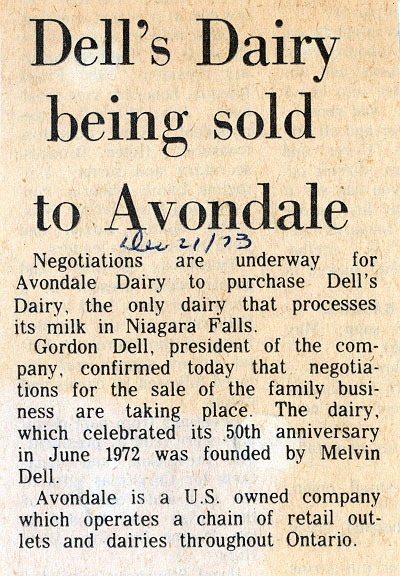 Dell's Dairy
being sold
to Avondale
Dec 21/73
Negotiations are underway for
Avondale Dairy to purchase Dell's
Dairy, the only dairy that processes
its milk in Niagara Falls.
Gordon Dell, president of the com-
pany, confirmed today that negotia-
tions for the sale of the family busi-
ness are taking place. The dairy,
which celebrated its 50th anniversary
in June 1972 was founded by Melvin
Dell.
Avondale is a U.S. owned company
which operates a chain of retail out-
lets and dairies throughout Ontario.